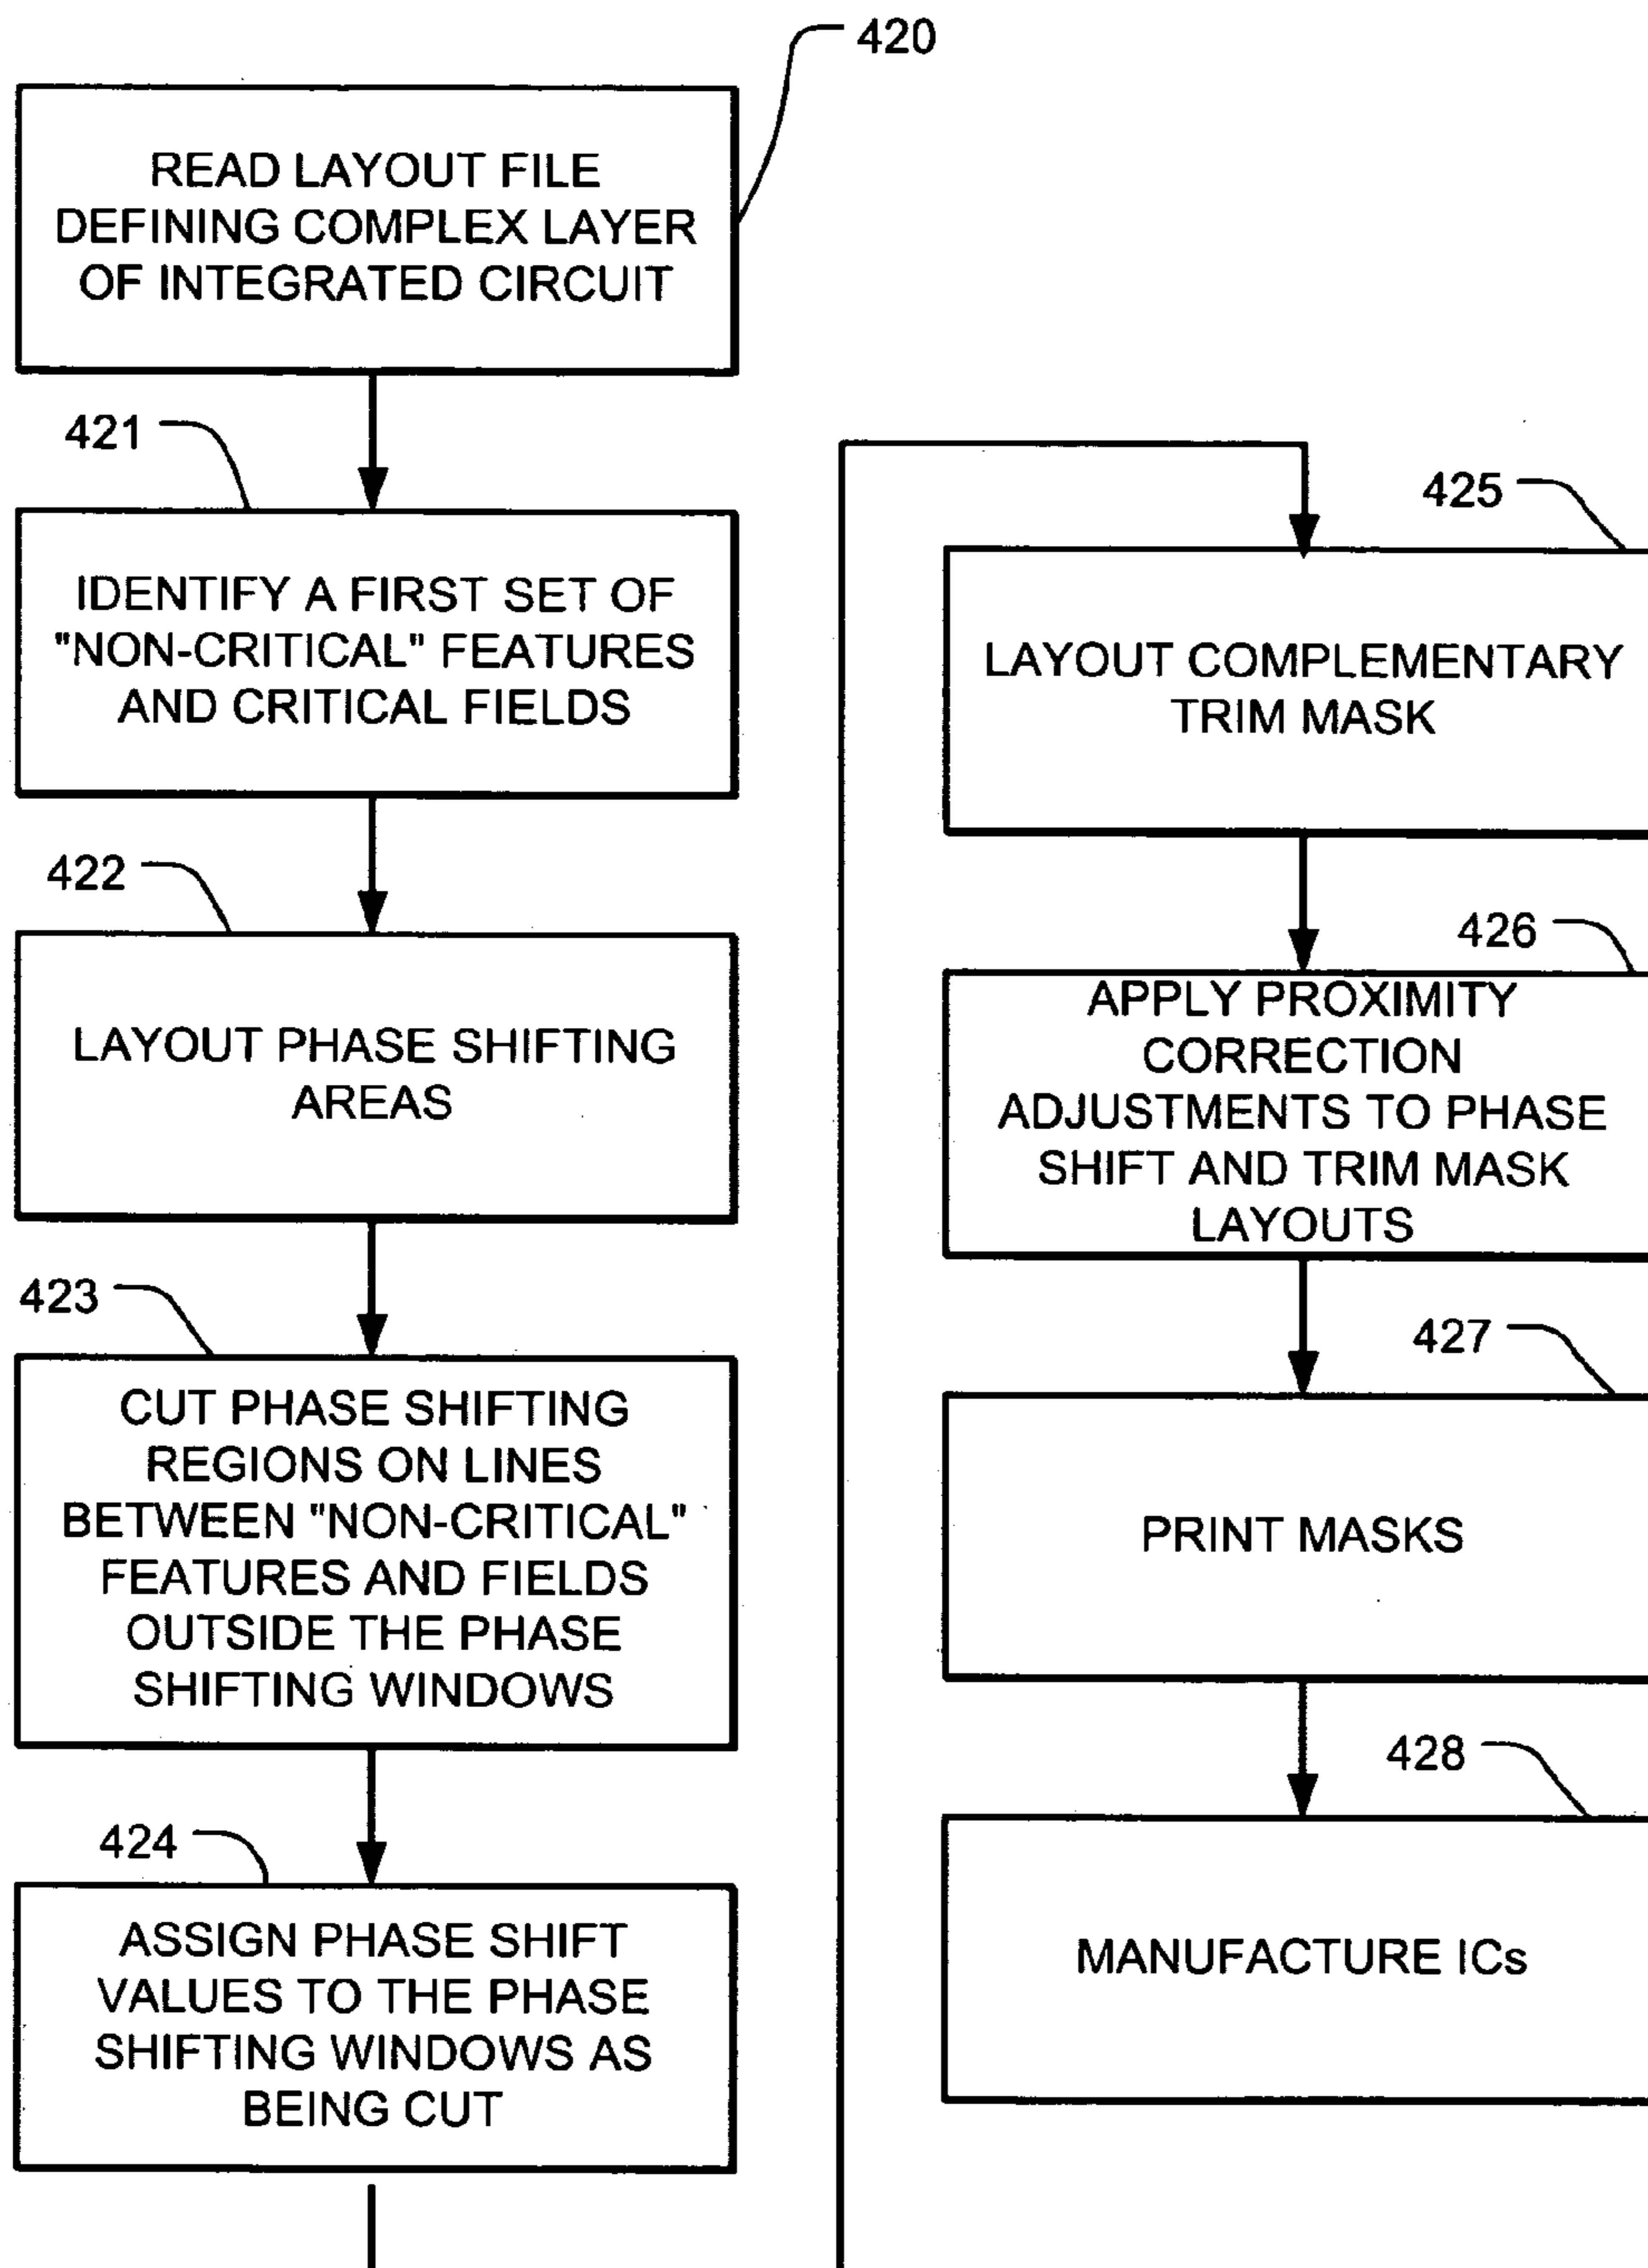 420
READ LAYOUT FILE
DEFINING COMPLEX LAYER
OF INTEGRATED CIRCUIT
421
IDENTIFY A FIRST SET OF
"NON-CRITICAL" FEATURES
AND CRITICAL FIELDS
422
LAYOUT PHASE SHIFTING
AREAS
423
CUT PHASE SHIFTING
REGIONS ON LINES
BETWEEN "NON-CRITICAL"
FEATURES AND FIELDS
OUTSIDE THE PHASE
SHIFTING WINDOWS
424
ASSIGN PHASE SHIFT
VALUES TO THE PHASE
SHIFTING WINDOWS AS
BEING CUT
425
LAYOUT COMPLEMENTARY
TRIM MASK
426
APPLY PROXIMITY
CORRECTION
ADJUSTMENTS TO PHASE
SHIFT AND TRIM MASK
LAYOUTS
427
PRINT MASKS
428
MANUFACTURE ICs